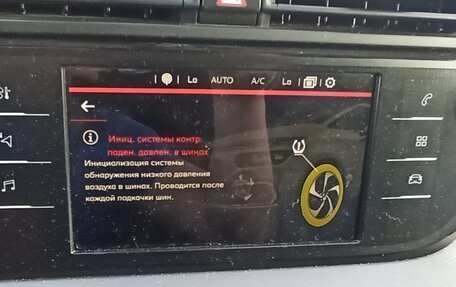 Lo AUTO A/C Lo
Иниц. системы контр.
паден. давлен. в шинах
Инициализация системы
обнаружения низкого давления
воздуха в шинах. Проводится после
каждой подкачки шин.